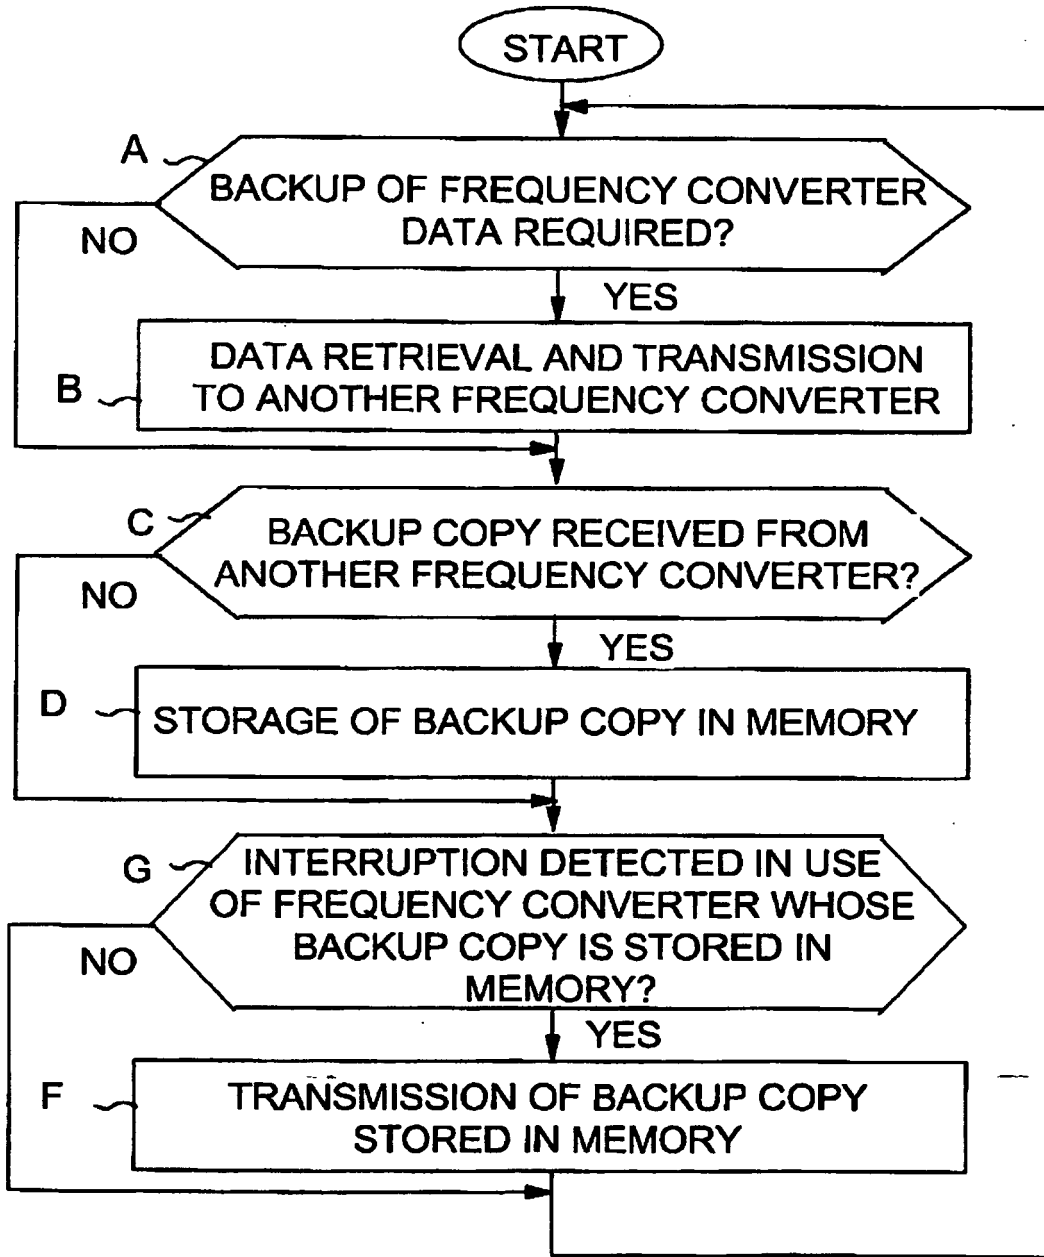 START
A
BACKUP OF FREQUENCY CONVERTER
DATA REQUIRED?
NO
YES
B
DATA RETRIEVAL AND TRANSMISSION
TO ANOTHER FREQUENCY CONVERTER
C
BACKUP COPY RECEIVED FROM
ANOTHER FREQUENCY CONVERTER?
NO
YES
D
STORAGE OF BACKUP COPY IN MEMORY
G
INTERRUPTION DETECTED IN USE
OF FREQUENCY CONVERTER WHOSE
BACKUP COPY IS STORED IN
MEMORY?
NO
YES
F
TRANSMISSION OF BACKUP COPY
STORED IN MEMORY